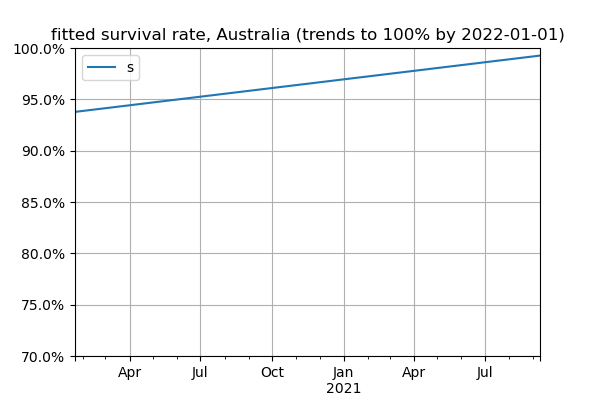 fitted survival rate, Australia (trends to 100% by 2022-01-01)
100.0%
s
95.0%
90.0%
85.0%
80.0%
75.0%
70.0%
Apr Jul Oct Jan Apr Jul
2021